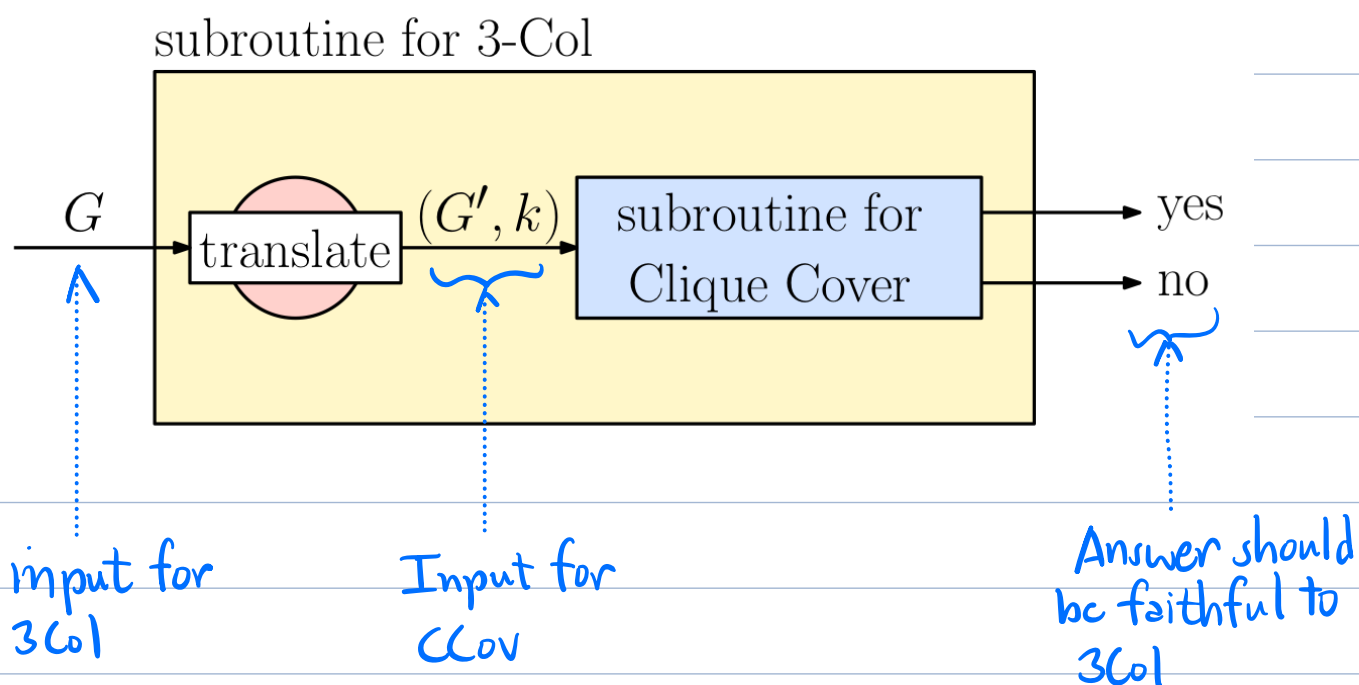 subroutine for 3-Col
G
translate
(G′, k)
subroutine for
Clique Cover
yes
no
input for
3Col
Input for
CCov
Answer should
be faithful to
3Col